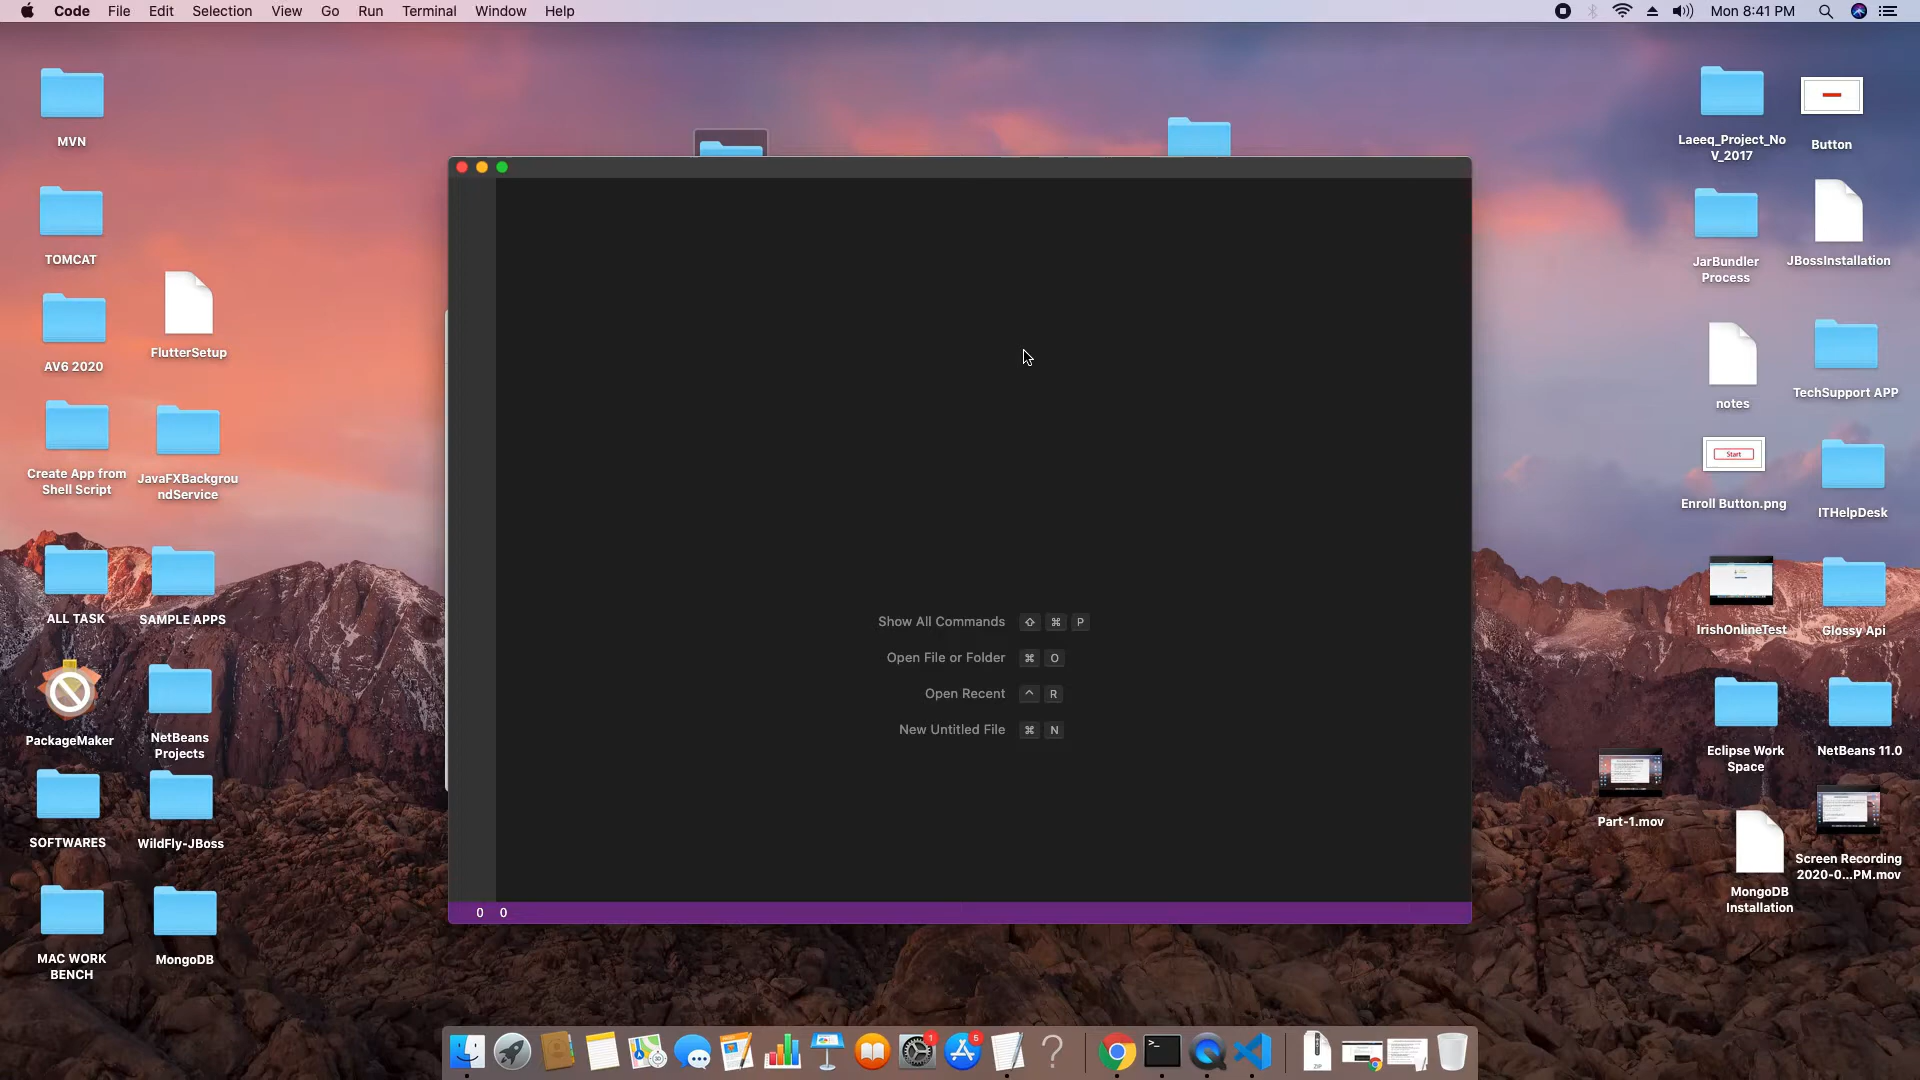 Code File Edit Selection View Go Run Terminal Window Help
Mon 8:41 PM
MVN
TOMCAT
AV6 2020
FlutterSetup
Create App from
Shell Script
JavaFXBackgrou
ndService
ALL TASK
SAMPLE APPS
PackageMaker
NetBeans
Projects
SOFTWARES
WildFly-JBoss
MAC WORK
BENCH
MongoDB
Show All Commands ⇧ ⌘ P
Open File or Folder ⌘ O
Open Recent ^ R
New Untitled File ⌘ N
0 0
Laeeq_Project_No
V_2017
Button
JarBundler
Process
JBossInstallation
notes
TechSupport APP
Start
Enroll Button.png
ITHelpDesk
IrishOnlineTest
Glossy Api
Eclipse Work
Space
NetBeans 11.0
Part-1.mov
Screen Recording
2020-0...PM.mov
MongoDB
Installation
1
5
ZIP